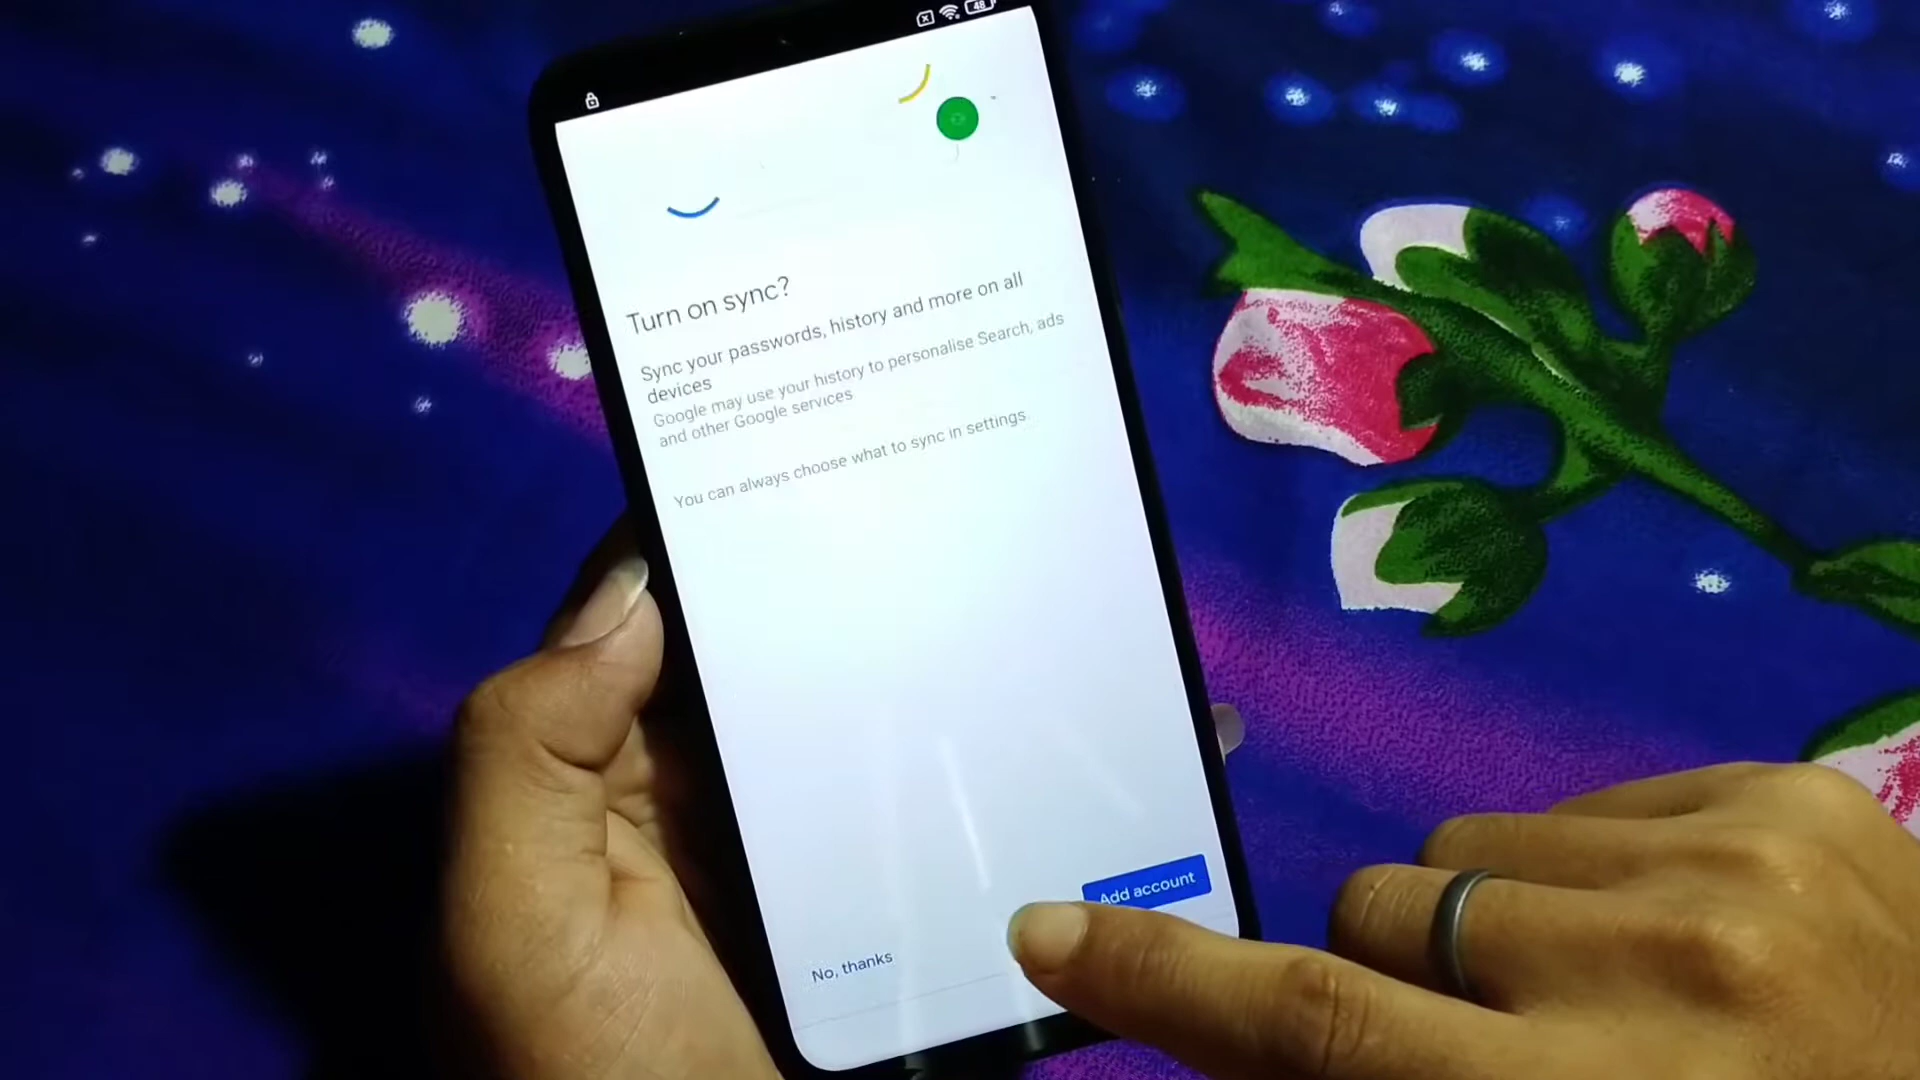 48
Turn on sync?
Sync your passwords, history and more on all
devices
Google may use your history to personalise Search, ads
and other Google services
You can always choose what to sync in settings
Add account
No, thanks